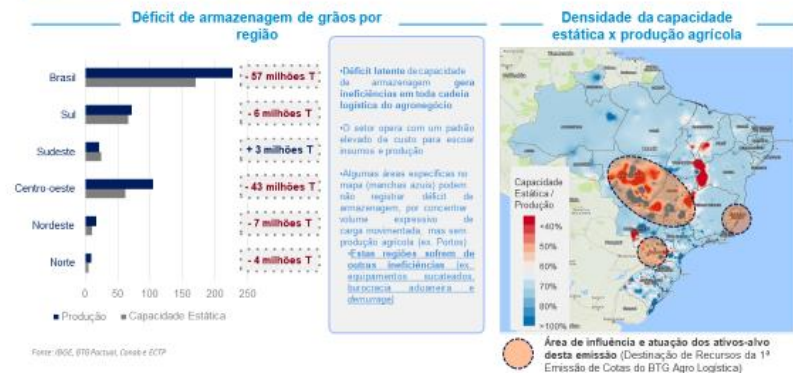 Déficit de armazenagem de grãos por
região
Brasil
Sul
Sudeste
Centro-oeste
Nordeste
Norte
- 57 milhões T
- 6 milhões T
+ 3 milhões T
- 43 milhões T
- 7 milhões T
- 4 milhões T
0 50 100 150 200 250
Produção Capacidade Estática
Fonte: IBGE, BTG Pactual, Conab e ECTP
•Déficit latente de capacidade
de armazenagem gera
ineficiências em toda cadeia
logística do agronegócio
•O setor opera com um padrão
elevado de custo para escoar
insumos e produção
•Algumas áreas específicas no
mapa (manchas azuis) podem
não registrar déficit de
armazenagem, por concentrar
volume expressivo de
carga movimentada, mas sem
produção agrícola (ex. Portos)
•Estas regiões sofrem de
outras ineficiências (ex.
equipamentos sucateados,
burocracia aduaneira e
demurrage)
Densidade da capacidade
estática x produção agrícola
Capacidade
Estática /
Produção
<40%
60%
70%
80%
>100%
Área de influência e atuação dos ativos-alvo
desta emissão (Destinação de Recursos da 1ª
Emissão de Cotas do BTG Agro Logística)